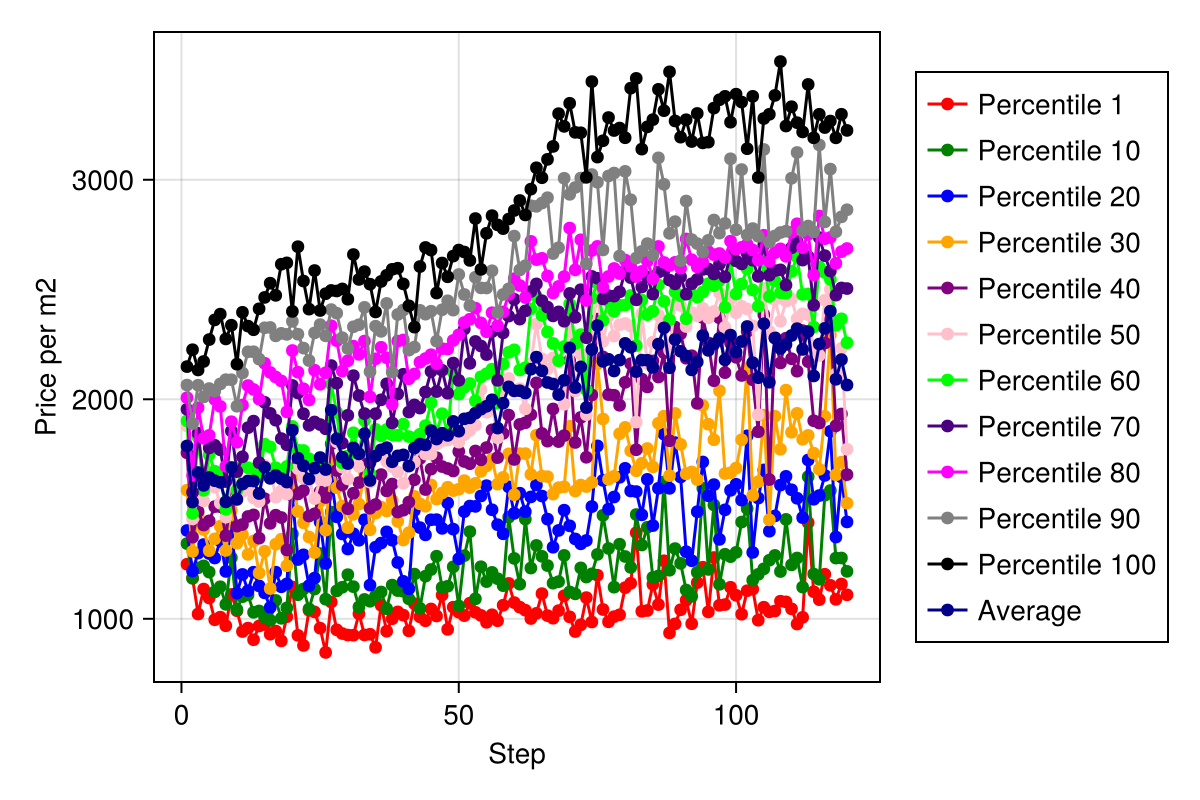 3000
2000
1000
Price per m2
0
50
100
Step
Percentile 1
Percentile 10
Percentile 20
Percentile 30
Percentile 40
Percentile 50
Percentile 60
Percentile 70
Percentile 80
Percentile 90
Percentile 100
Average